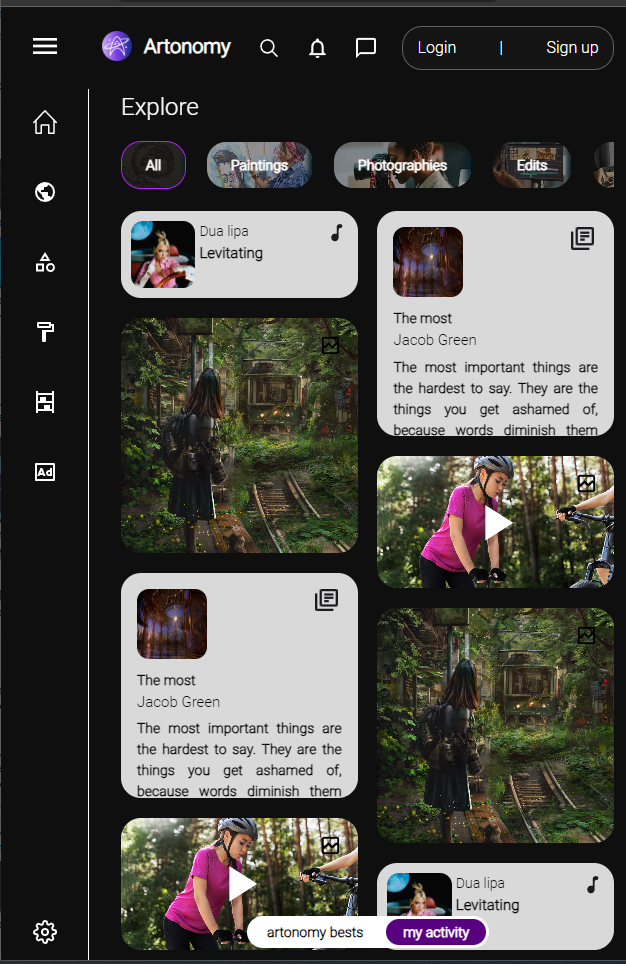 Artonomy
Login | Sign up
Explore
All
Paintings
Photographies
Edits
Dua lipa
Levitating
The most
Jacob Green
The most important things are
the hardest to say. They are the
things you get ashamed of,
because words diminish them
The most
Jacob Green
The most important things are
the hardest to say. They are the
things you get ashamed of,
because words diminish them
Dua lipa
Levitating
Ad
artonomy bests
my activity